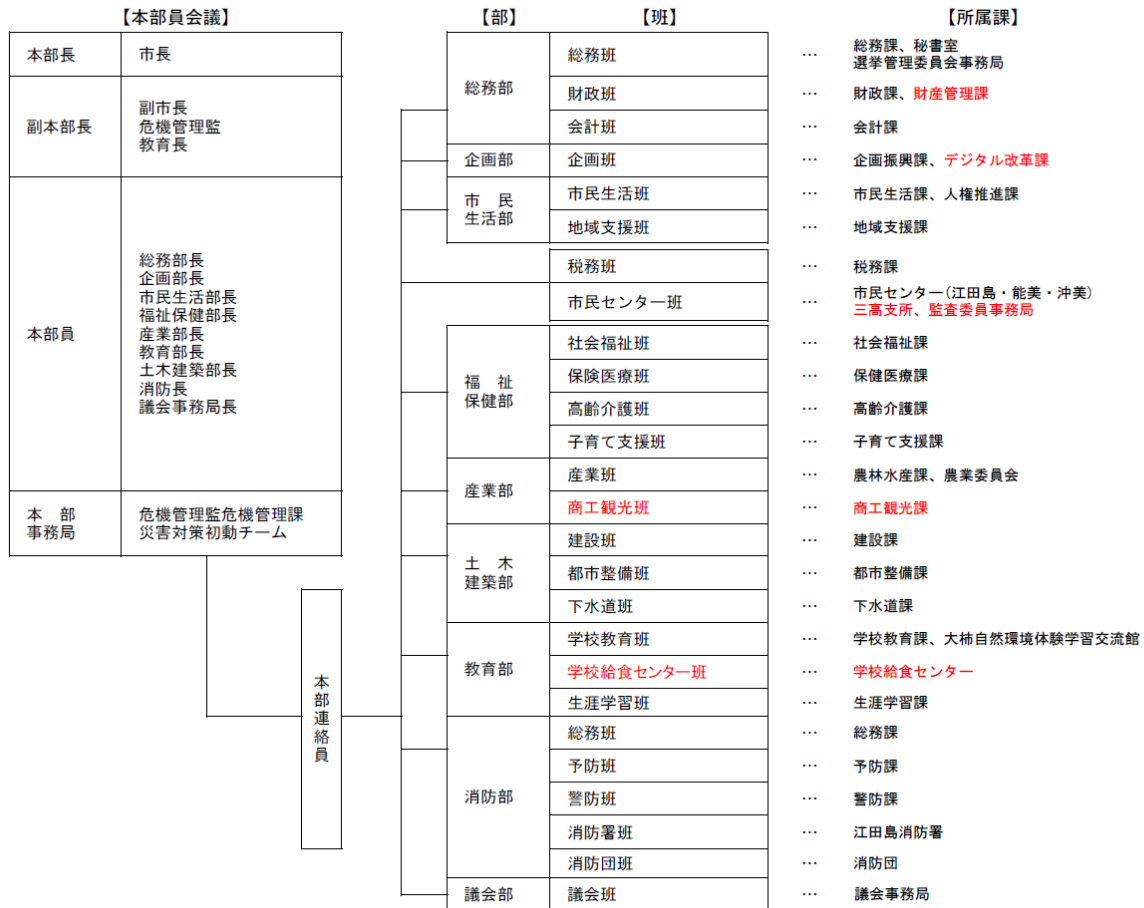 【本部員会議】 【部】 【班】 【所属課】
本部長 市長
副本部長
副市長
危機管理監
教育長
本部員
総務部長
企画部長
市民生活部長
福祉保健部長
産業部長
教育部長
土木建築部長
消防長
議会事務局長
本　部
事務局
危機管理監危機管理課
災害対策初動チーム
本部連絡員
総務部
総務班 … 総務課、秘書室
選挙管理委員会事務局
財政班 … 財政課、財産管理課
会計班 … 会計課
企画部 企画班 … 企画振興課、デジタル改革課
市　民
生活部
市民生活班 … 市民生活課、人権推進課
地域支援班 … 地域支援課
税務班 … 税務課
市民センター班 … 市民センター(江田島・能美・沖美)
三高支所、監査委員事務局
福　祉
保健部
社会福祉班 … 社会福祉課
保険医療班 … 保健医療課
高齢介護班 … 高齢介護課
子育て支援班 … 子育て支援課
産業部
産業班 … 農林水産課、農業委員会
商工観光班 … 商工観光課
土　木
建築部
建設班 … 建設課
都市整備班 … 都市整備課
下水道班 … 下水道課
教育部
学校教育班 … 学校教育課、大柿自然環境体験学習交流館
学校給食センター班 … 学校給食センター
生涯学習班 … 生涯学習課
消防部
総務班 … 総務課
予防班 … 予防課
警防班 … 警防課
消防署班 … 江田島消防署
消防団班 … 消防団
議会部 議会班 … 議会事務局